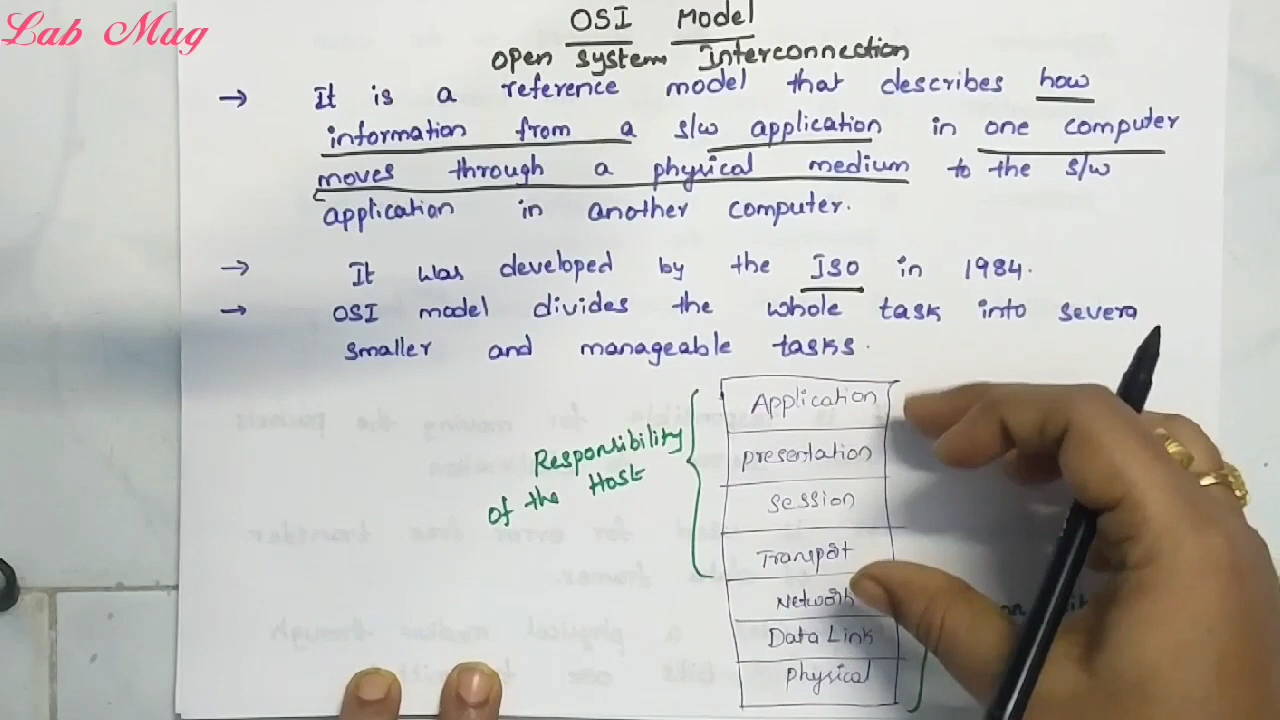 Lab Mug
OSI Model
open system Interconnection
→ It is a reference model that describes how
information from a s/w application in one computer
moves through a physical medium to the s/w
application in another computer.
→ It was developed by the ISO in 1984.
→ OSI model divides the whole task into severa
smaller and manageable tasks.
Application
presentation
Session
Transport
Network
Data Link
physical
Responsibility
of the Host